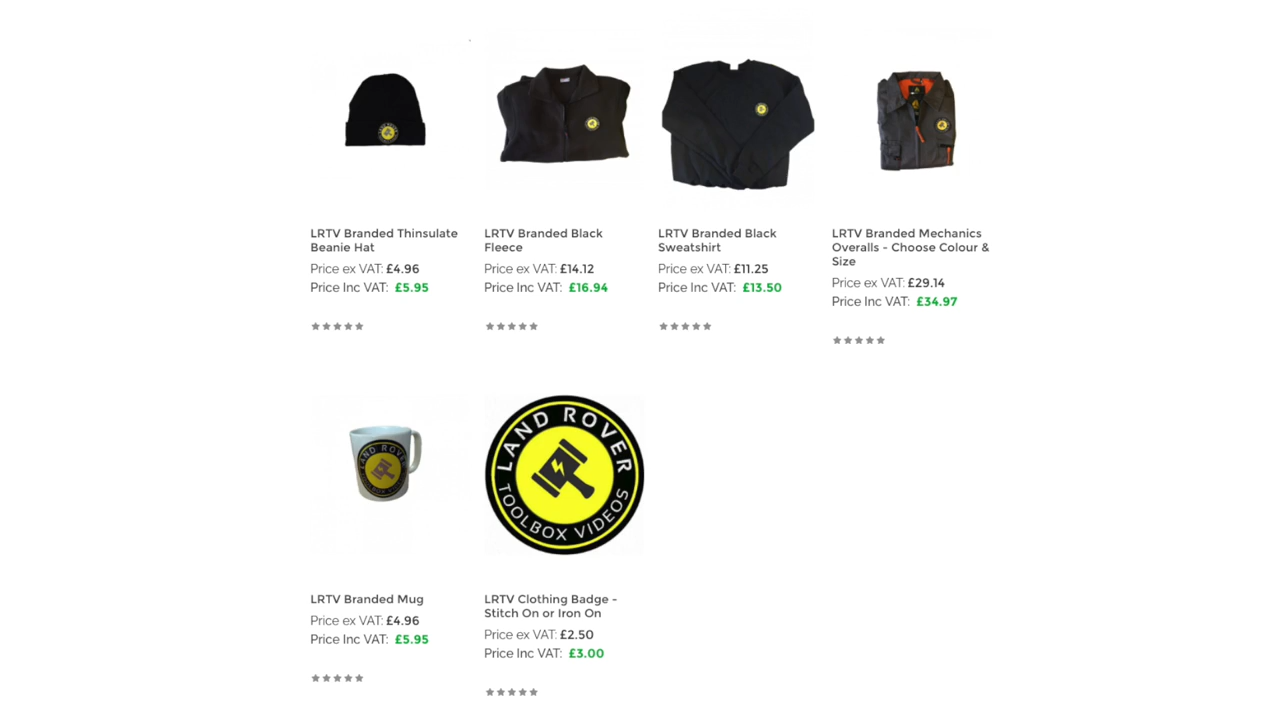 LRTV Branded Thinsulate
Beanie Hat
Price ex VAT: £4.96
Price Inc VAT: £5.95
LRTV Branded Black
Fleece
Price ex VAT: £14.12
Price Inc VAT: £16.94
LRTV Branded Black
Sweatshirt
Price ex VAT: £11.25
Price Inc VAT: £13.50
LRTV Branded Mechanics
Overalls - Choose Colour &
Size
Price ex VAT: £29.14
Price Inc VAT: £34.97
LAND ROVER
TOOLBOX VIDEOS
LRTV Branded Mug
Price ex VAT: £4.96
Price Inc VAT: £5.95
LAND ROVER
TOOLBOX VIDEOS
LRTV Clothing Badge -
Stitch On or Iron On
Price ex VAT: £2.50
Price Inc VAT: £3.00